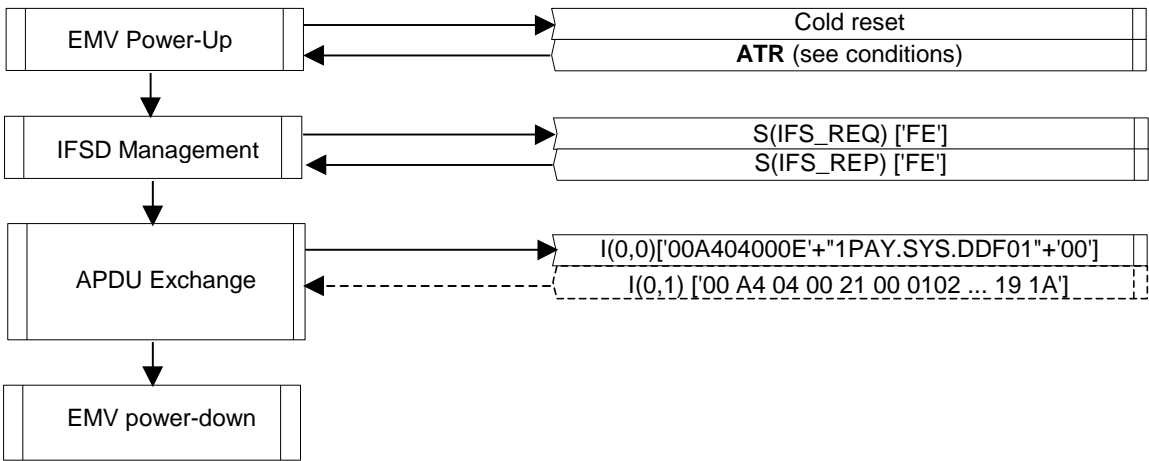 EMV Power-Up
Cold reset
ATR (see conditions)
IFSD Management
S(IFS_REQ) ['FE']
S(IFS_REP) ['FE']
APDU Exchange
I(0,0)['00A404000E'+"1PAY.SYS.DDF01"+'00']
I(0,1) ['00 A4 04 00 21 00 0102 ... 19 1A']
EMV power-down